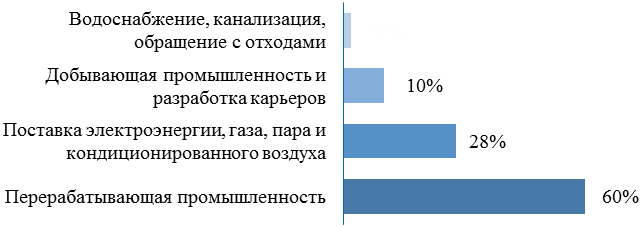 Водоснабжение, канализация,
обращение с отходами
Добывающая промышленность и
разработка карьеров
10%
Поставка электроэнергии, газа, пара и
кондиционированного воздуха
28%
Перерабатывающая промышленность
60%